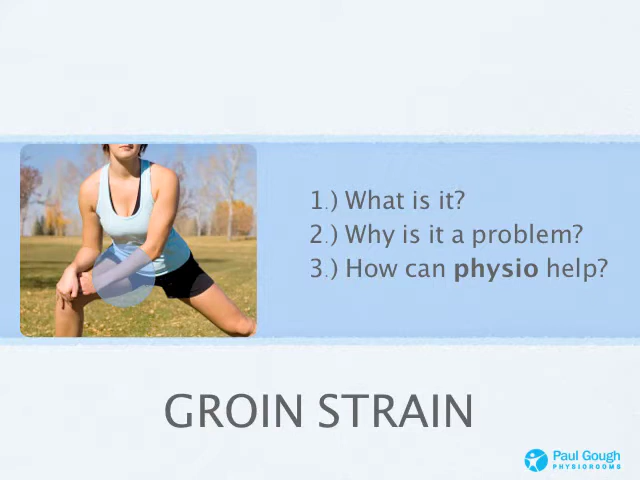 1.) What is it?
2.) Why is it a problem?
3.) How can physio help?
GROIN STRAIN
Paul Gough
PHYSIOROOMS